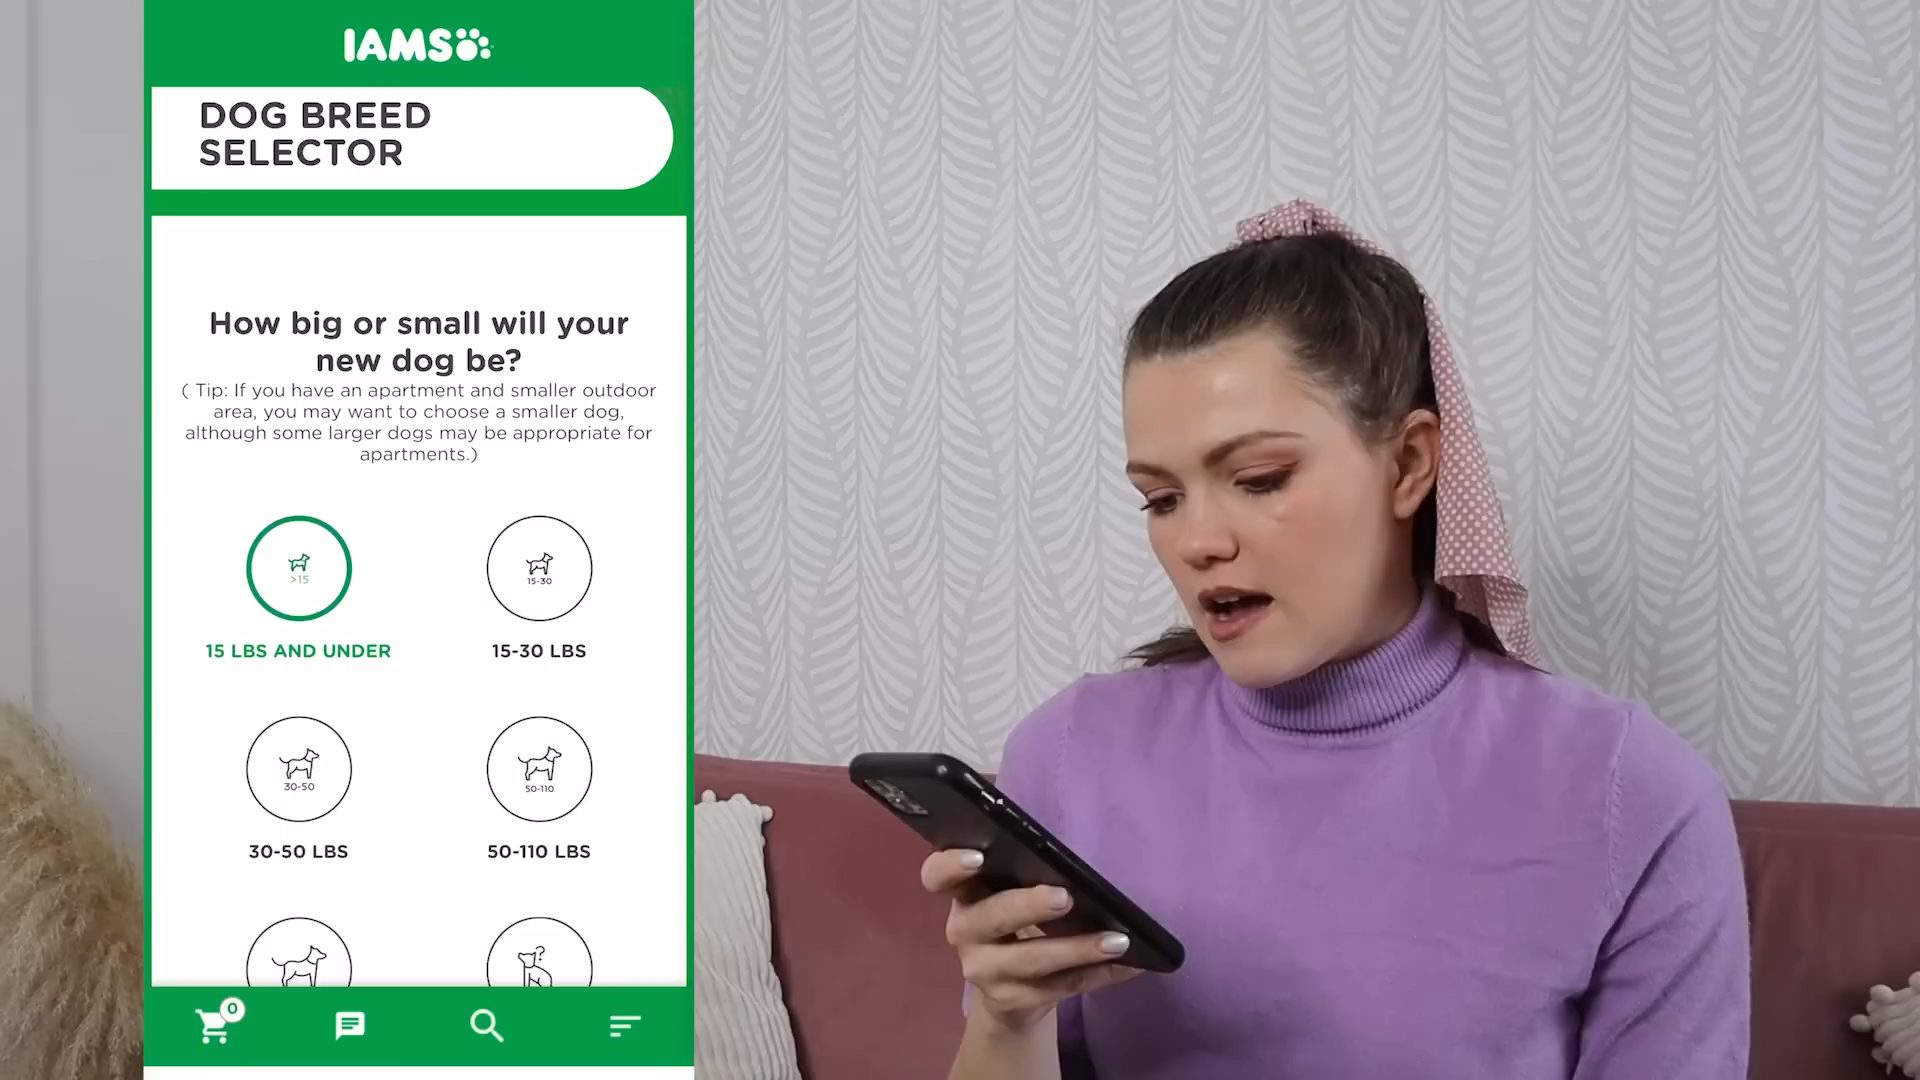 IAMS
DOG BREED
SELECTOR
How big or small will your
new dog be?
( Tip: If you have an apartment and smaller outdoor
area, you may want to choose a smaller dog,
although some larger dogs may be appropriate for
apartments.)
>15
15-30
15 LBS AND UNDER
15-30 LBS
30-50
50-110
30-50 LBS
50-110 LBS
?
0